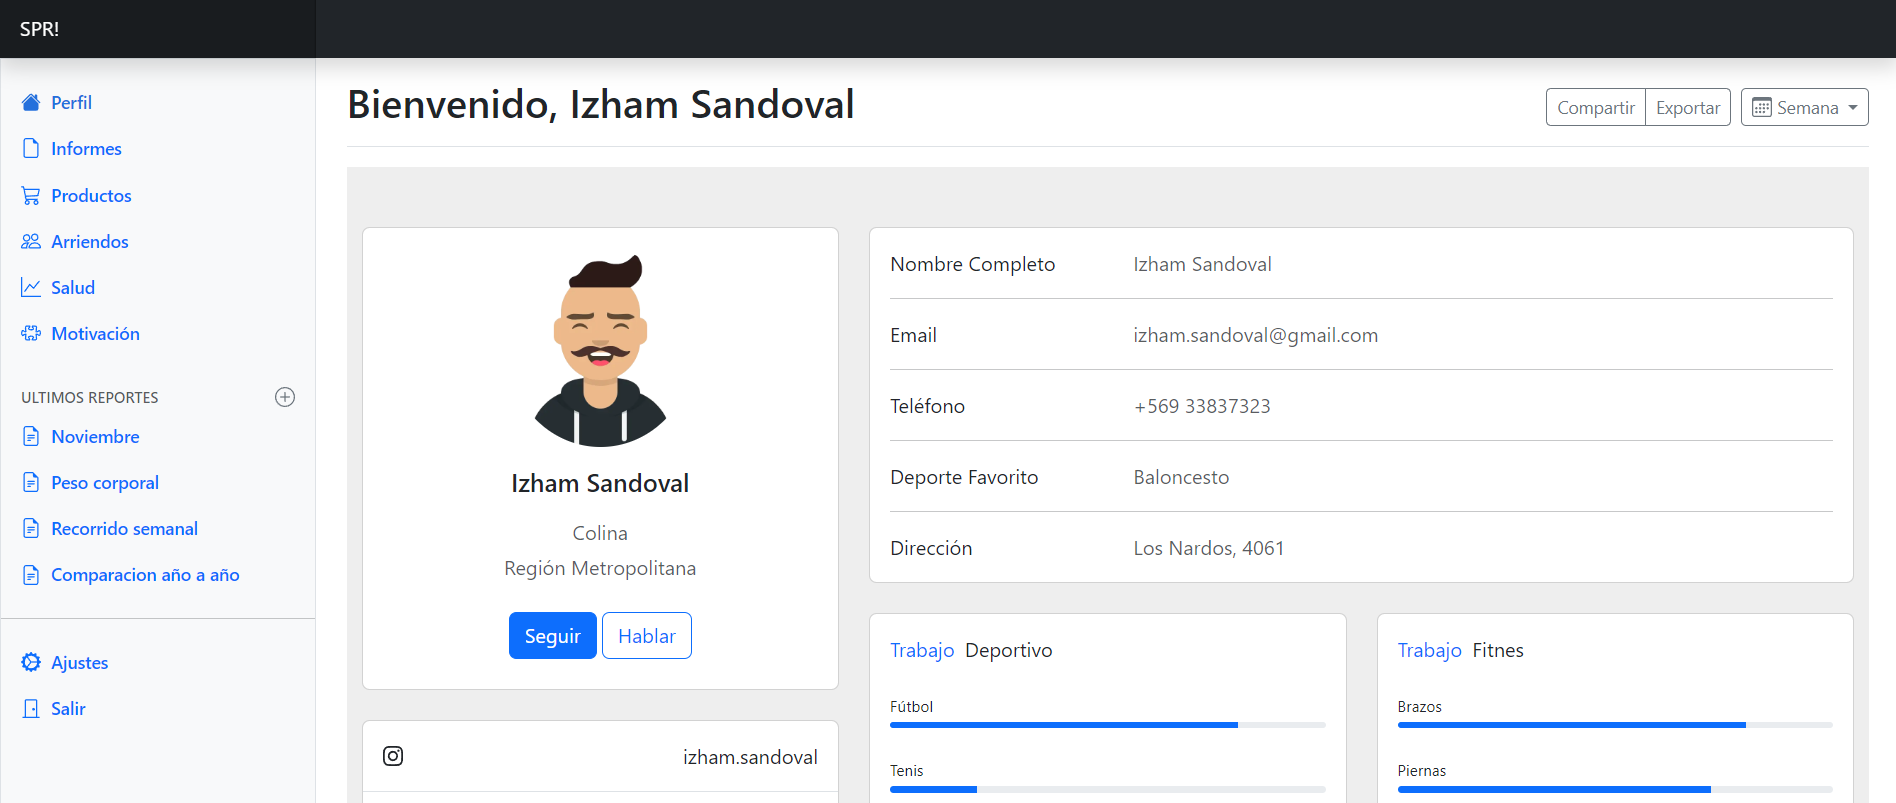 SPR!
Perfil
Informes
Productos
Arriendos
Salud
Motivación
ULTIMOS REPORTES
Noviembre
Peso corporal
Recorrido semanal
Comparacion año a año
Ajustes
Salir
Bienvenido, Izham Sandoval
Compartir Exportar Semana
Izham Sandoval
Colina
Región Metropolitana
Seguir Hablar
izham.sandoval
Nombre Completo Izham Sandoval
Email izham.sandoval@gmail.com
Teléfono +569 33837323
Deporte Favorito Baloncesto
Dirección Los Nardos, 4061
Trabajo Deportivo
Fútbol
Tenis
Trabajo Fitnes
Brazos
Piernas